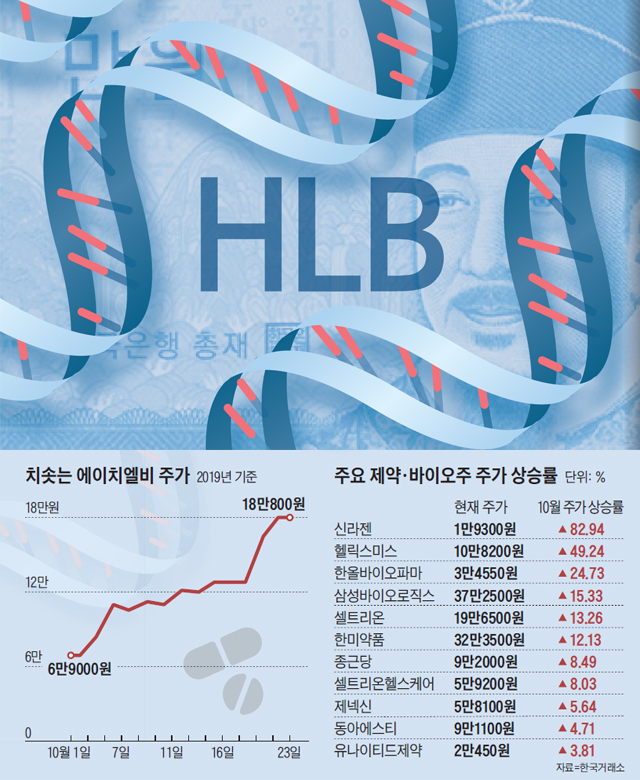 만 원
HLB
국은행 총재
치솟는 에이치엘비 주가 2019년 기준
18만원
18만800원
12만
6만
6만9000원
0
10월 1일 7일 11일 16일 23일
주요 제약·바이오주 주가 상승률 단위: %
현재 주가 10월 주가 상승률
신라젠 1만9300원 ▲82.94
헬릭스미스 10만8200원 ▲49.24
한올바이오파마 3만4550원 ▲24.73
삼성바이오로직스 37만2500원 ▲15.33
셀트리온 19만6500원 ▲13.26
한미약품 32만3500원 ▲12.13
종근당 9만2000원 ▲8.49
셀트리온헬스케어 5만9200원 ▲8.03
제넥신 5만8100원 ▲5.64
동아에스티 9만1100원 ▲4.71
유나이티드제약 2만450원 ▲3.81
자료=한국거래소